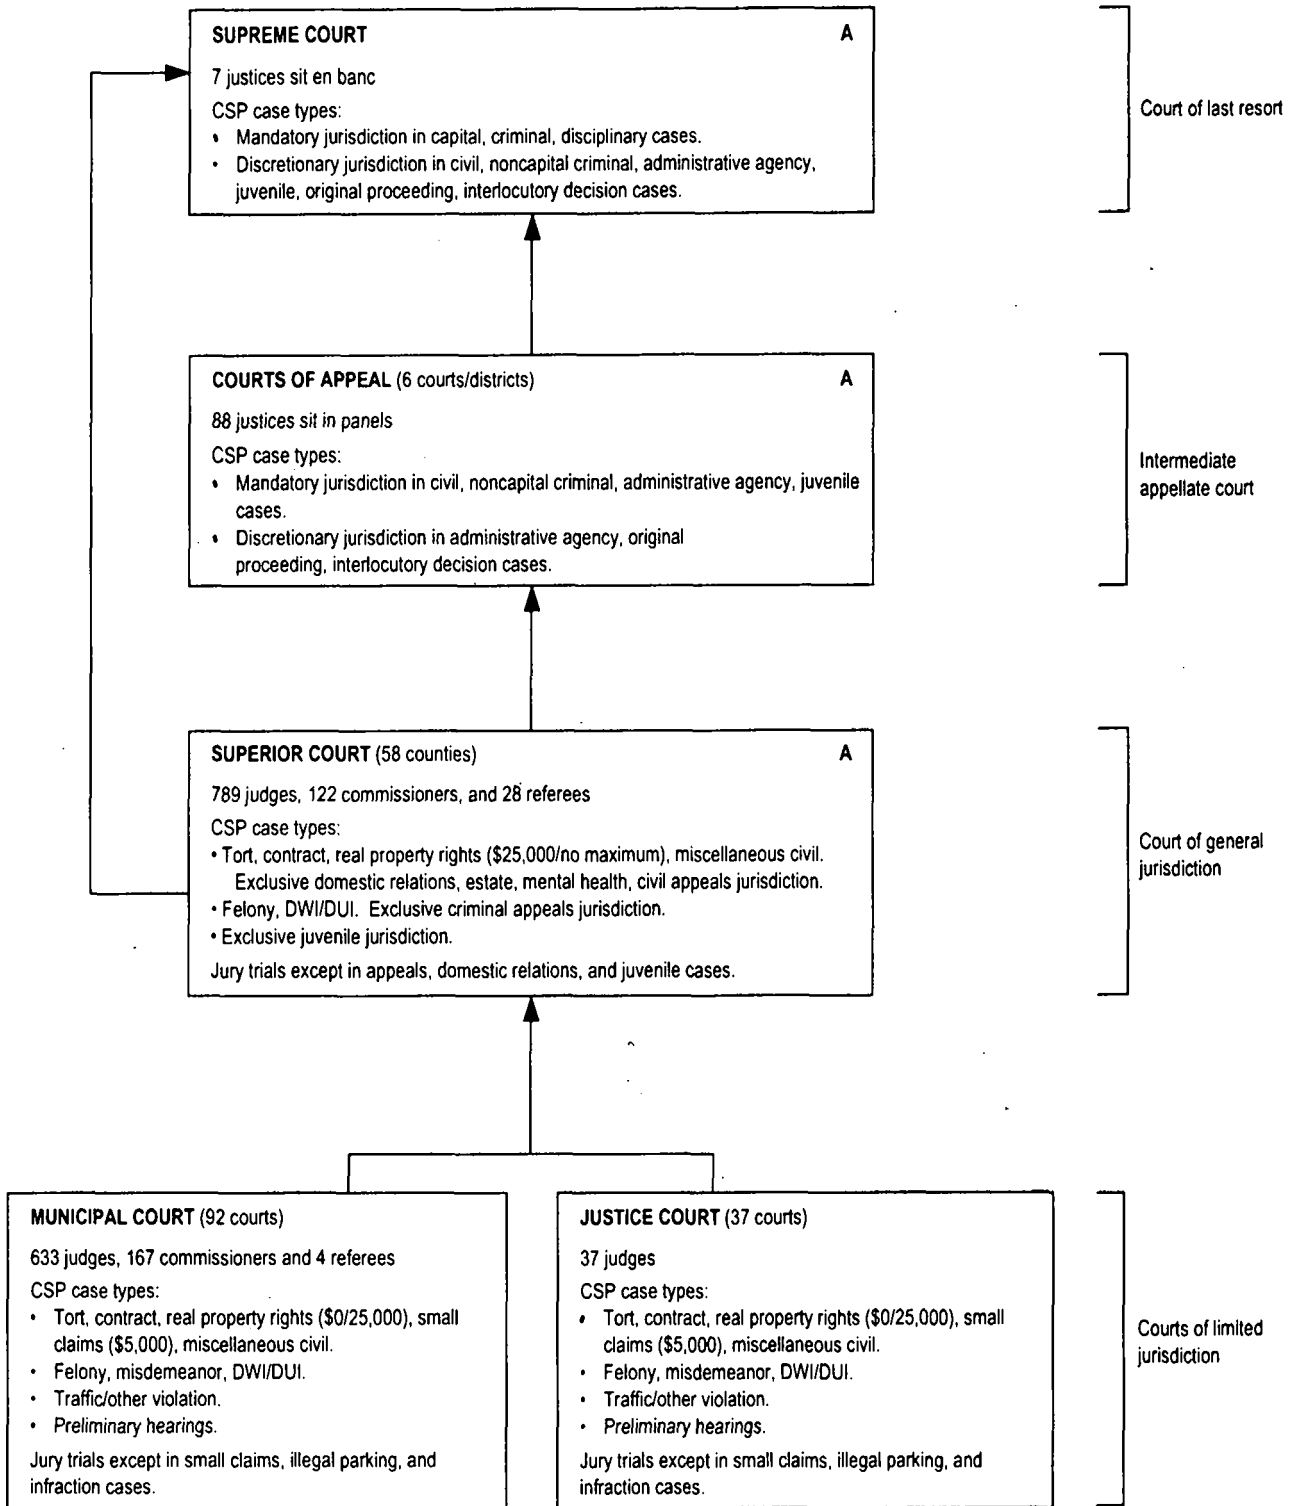 SUPREME COURT A
7 justices sit en banc
CSP case types:
• Mandatory jurisdiction in capital, criminal, disciplinary cases.
• Discretionary jurisdiction in civil, noncapital criminal, administrative agency,
juvenile, original proceeding, interlocutory decision cases.
Court of last resort
COURTS OF APPEAL (6 courts/districts) A
88 justices sit in panels
CSP case types:
• Mandatory jurisdiction in civil, noncapital criminal, administrative agency, juvenile
cases.
• Discretionary jurisdiction in administrative agency, original
proceeding, interlocutory decision cases.
Intermediate
appellate court
SUPERIOR COURT (58 counties) A
789 judges, 122 commissioners, and 28 referees
CSP case types:
• Tort, contract, real property rights ($25,000/no maximum), miscellaneous civil.
Exclusive domestic relations, estate, mental health, civil appeals jurisdiction.
• Felony, DWI/DUI. Exclusive criminal appeals jurisdiction.
• Exclusive juvenile jurisdiction.
Jury trials except in appeals, domestic relations, and juvenile cases.
Court of general
jurisdiction
MUNICIPAL COURT (92 courts)
633 judges, 167 commissioners and 4 referees
CSP case types:
• Tort, contract, real property rights ($0/25,000), small
claims ($5,000), miscellaneous civil.
• Felony, misdemeanor, DWI/DUI.
• Traffic/other violation.
• Preliminary hearings.
Jury trials except in small claims, illegal parking, and
infraction cases.
JUSTICE COURT (37 courts)
37 judges
CSP case types:
• Tort, contract, real property rights ($0/25,000), small
claims ($5,000), miscellaneous civil.
• Felony, misdemeanor, DWI/DUI.
• Traffic/other violation.
• Preliminary hearings.
Jury trials except in small claims, illegal parking, and
infraction cases.
Courts of limited
jurisdiction